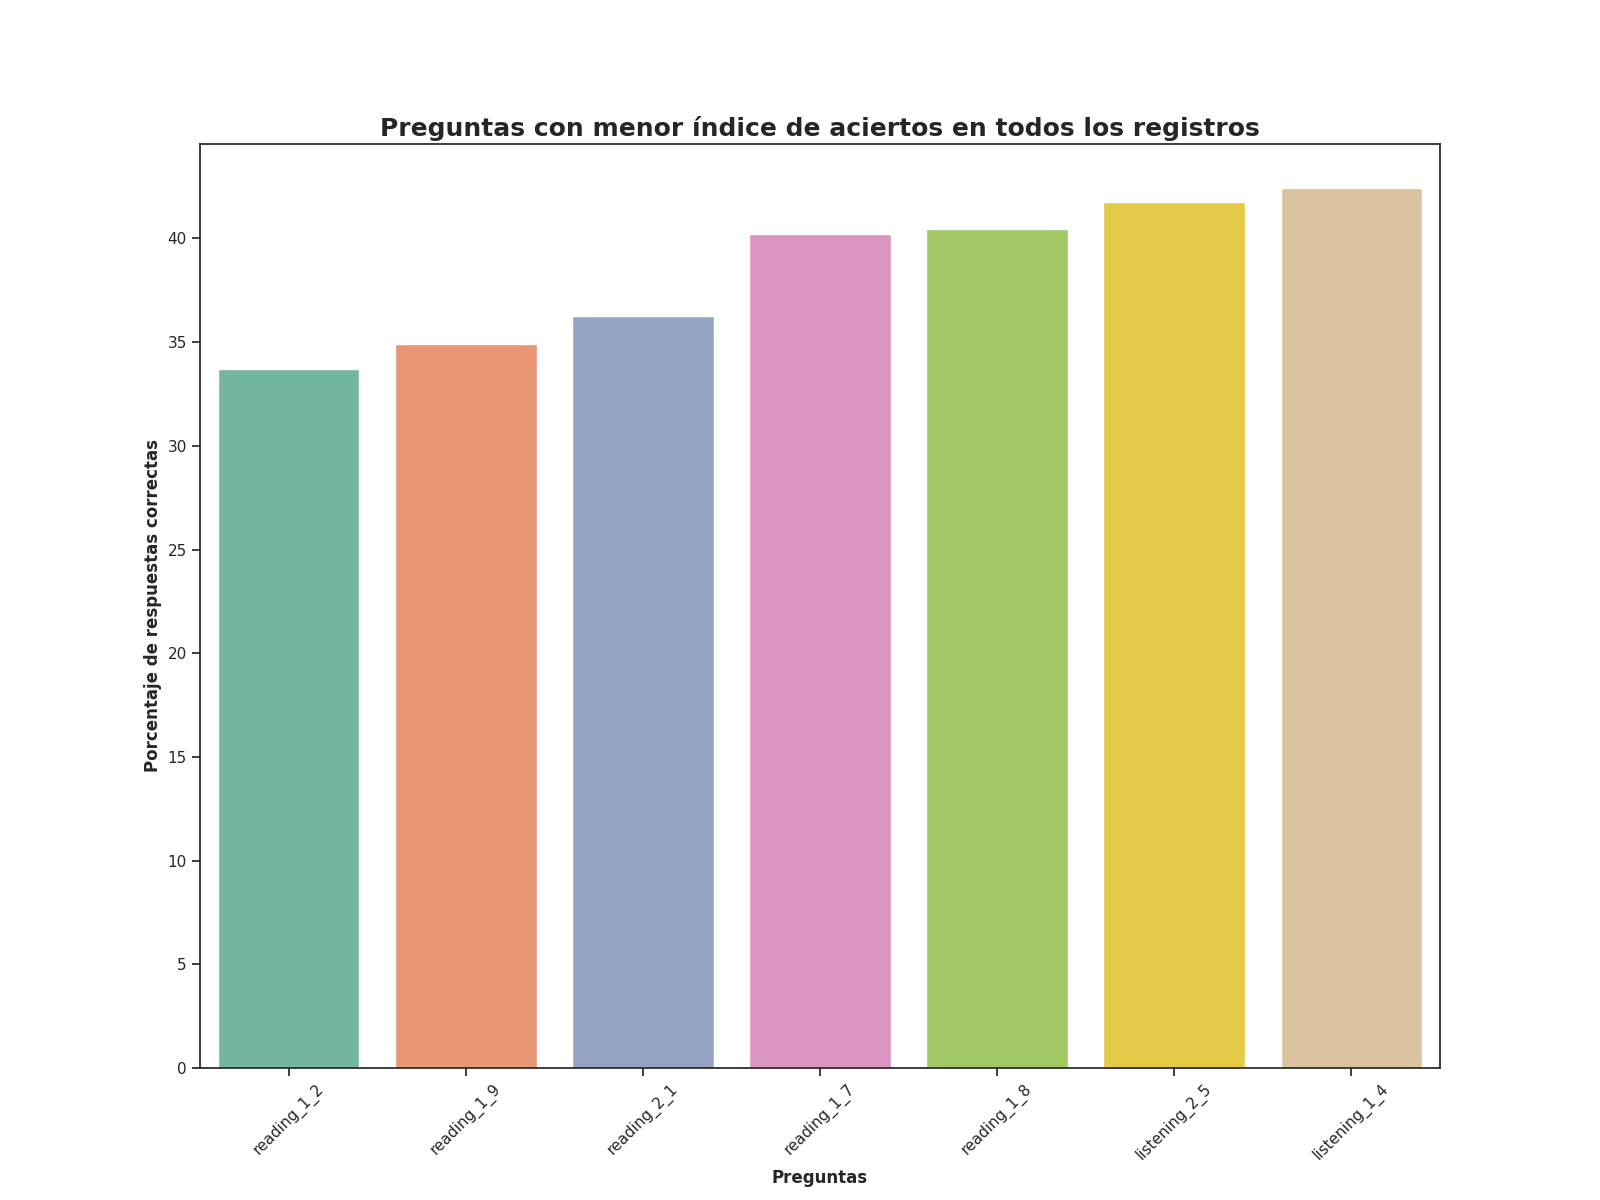 Preguntas con menor índice de aciertos en todos los registros
Porcentaje de respuestas correctas
40
35
30
25
20
15
10
5
0
reading_1_2
reading_1_9
reading_2_1
reading_1_7
reading_1_8
listening_2_5
listening_1_4
Preguntas